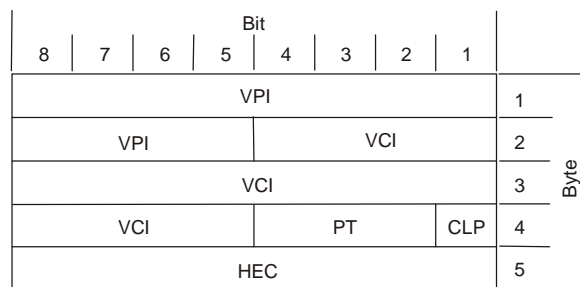 Bit
8 7 6 5 4 3 2 1
VPI 1
VPI VCI 2
VCI 3
VCI PT CLP 4
HEC 5
Byte